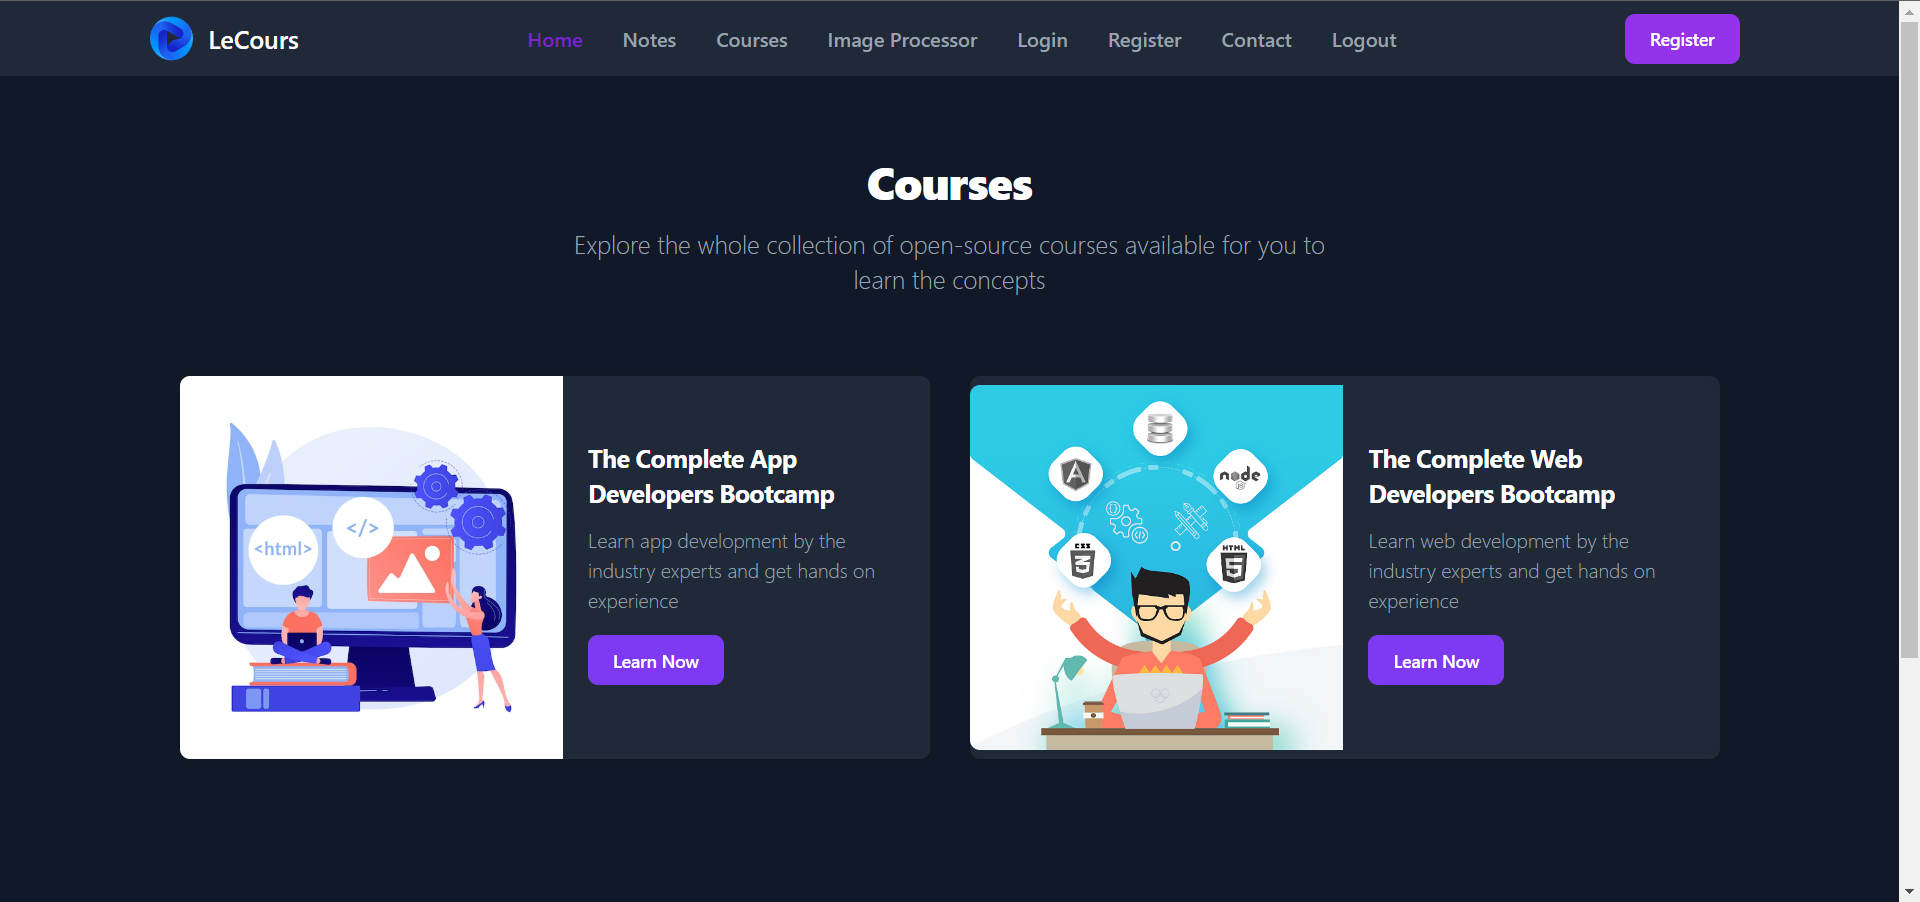 LeCours
Home Notes Courses Image Processor Login Register Contact Logout
Register
Courses
Explore the whole collection of open-source courses available for you to
learn the concepts
<html>
</>
The Complete App
Developers Bootcamp
Learn app development by the
industry experts and get hands on
experience
Learn Now
A
node
JS
CSS
3
HTML
5
The Complete Web
Developers Bootcamp
Learn web development by the
industry experts and get hands on
experience
Learn Now